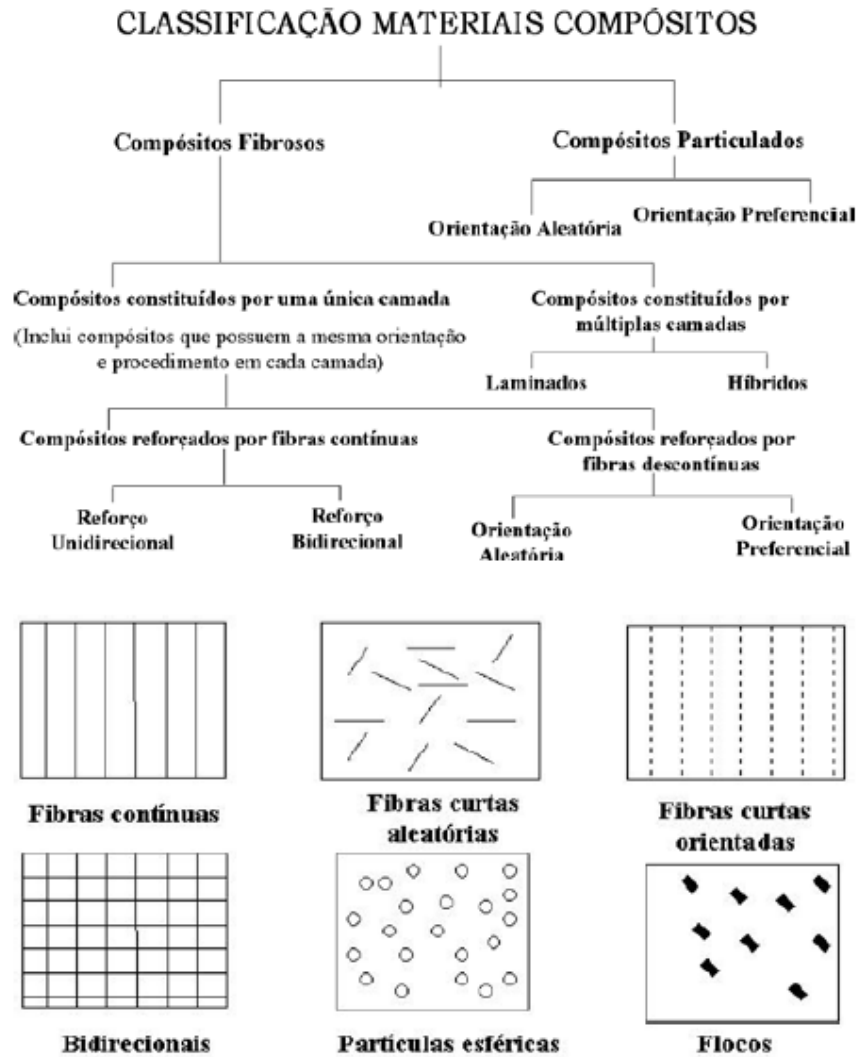 CLASSIFICAÇÃO MATERIAIS COMPÓSITOS
Compósitos Fibrosos
Compósitos Particulados
Orientação Aleatória
Orientação Preferencial
Compósitos constituídos por uma única camada
(Inclui compósitos que possuem a mesma orientação
e procedimento em cada camada)
Compósitos constituídos por
múltiplas camadas
Laminados
Híbridos
Compósitos reforçados por fibras contínuas
Compósitos reforçados por
fibras descontínuas
Reforço
Unidirecional
Reforço
Bidirecional
Orientação
Aleatória
Orientação
Preferencial
Fibras contínuas
Fibras curtas
aleatórias
Fibras curtas
orientadas
Bidirecionais
Partículas esféricas
Flocos